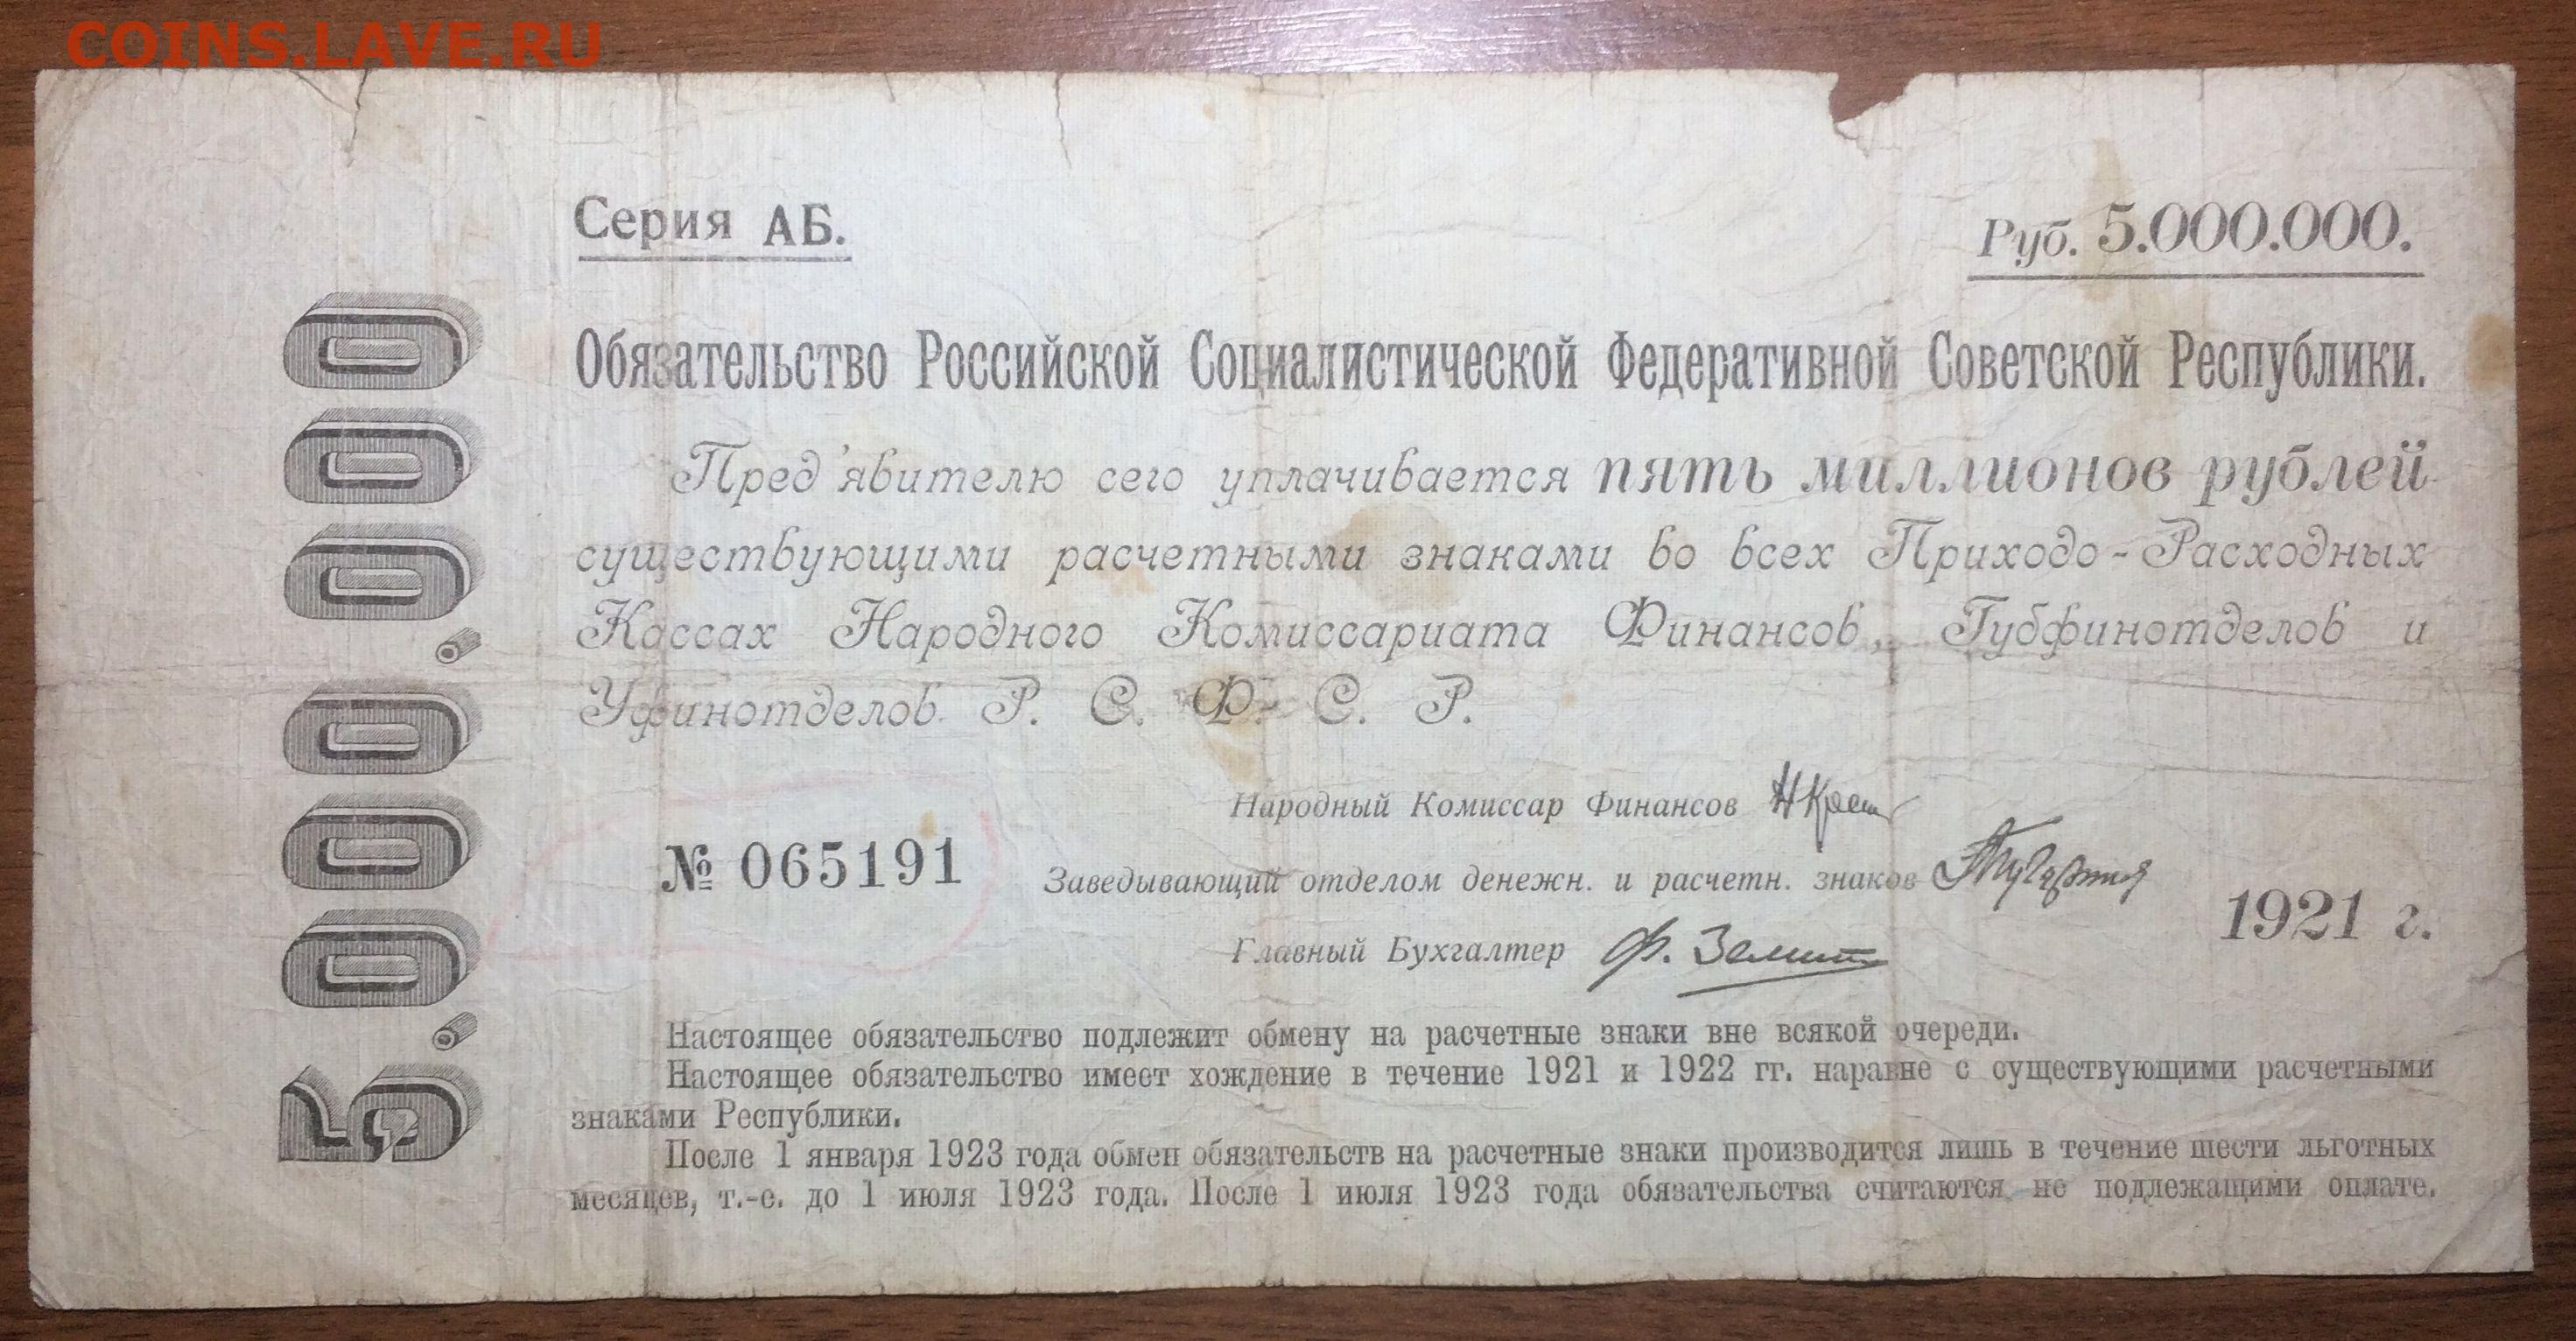 COINS.LAVE.RU
Серия АБ.
Руб. 5.000.000.
5.000.000
Обязательство Российской Социалистической Федеративной Советской Республики.
Пред'явителю сего уплачивается пять миллионов рублей
существующими расчетными знаками во всех Приходо-Расходных
Кассах Народного Комиссариата Финансов, Губфинотделов и
Уфинотделов Р. С. Ф. С. Р.
Народный Комиссар Финансов Н Крест
№ 065191
Заведывающий отделом денежн. и расчетн. знаков
1921 г.
Главный Бухгалтер Ф. Земит
Настоящее обязательство подлежит обмену на расчетные знаки вне всякой очереди.
Настоящее обязательство имеет хождение в течение 1921 и 1922 гг. наравне с существующими расчетными
знаками Республики.
После 1 января 1923 года обмен обязательств на расчетные знаки производится лишь в течение шести льготных
месяцев, т.-е. до 1 июля 1923 года. После 1 июля 1923 года обязательства считаются не подлежащими оплате.